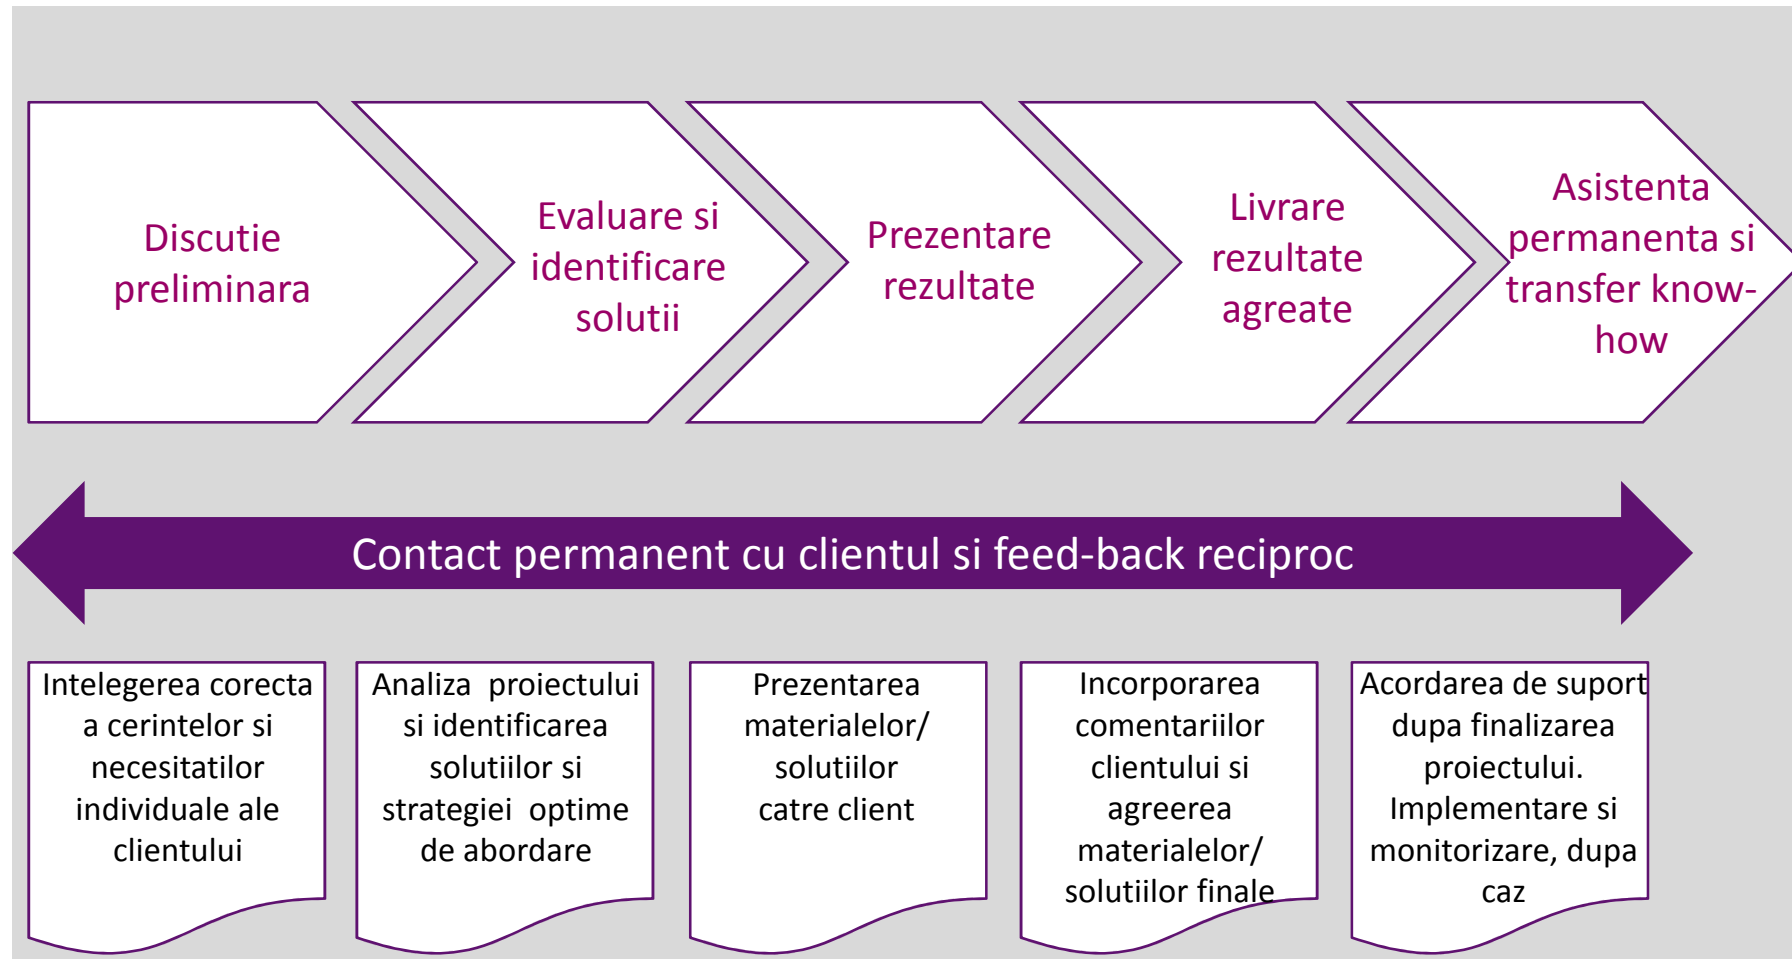 Discutie
preliminara
Evaluare si
identificare
solutii
Prezentare
rezultate
Livrare
rezultate
agreate
Asistenta
permanenta si
transfer know-
how
Contact permanent cu clientul si feed-back reciproc
Intelegerea corecta
a cerintelor si
necesitatilor
individuale ale
clientului
Analiza proiectului
si identificarea
solutiilor si
strategiei optime
de abordare
Prezentarea
materialelor/
solutiilor
catre client
Incorporarea
comentariilor
clientului si
agreerea
materialelor/
solutiilor finale
Acordarea de suport
dupa finalizarea
proiectului.
Implementare si
monitorizare, dupa
caz